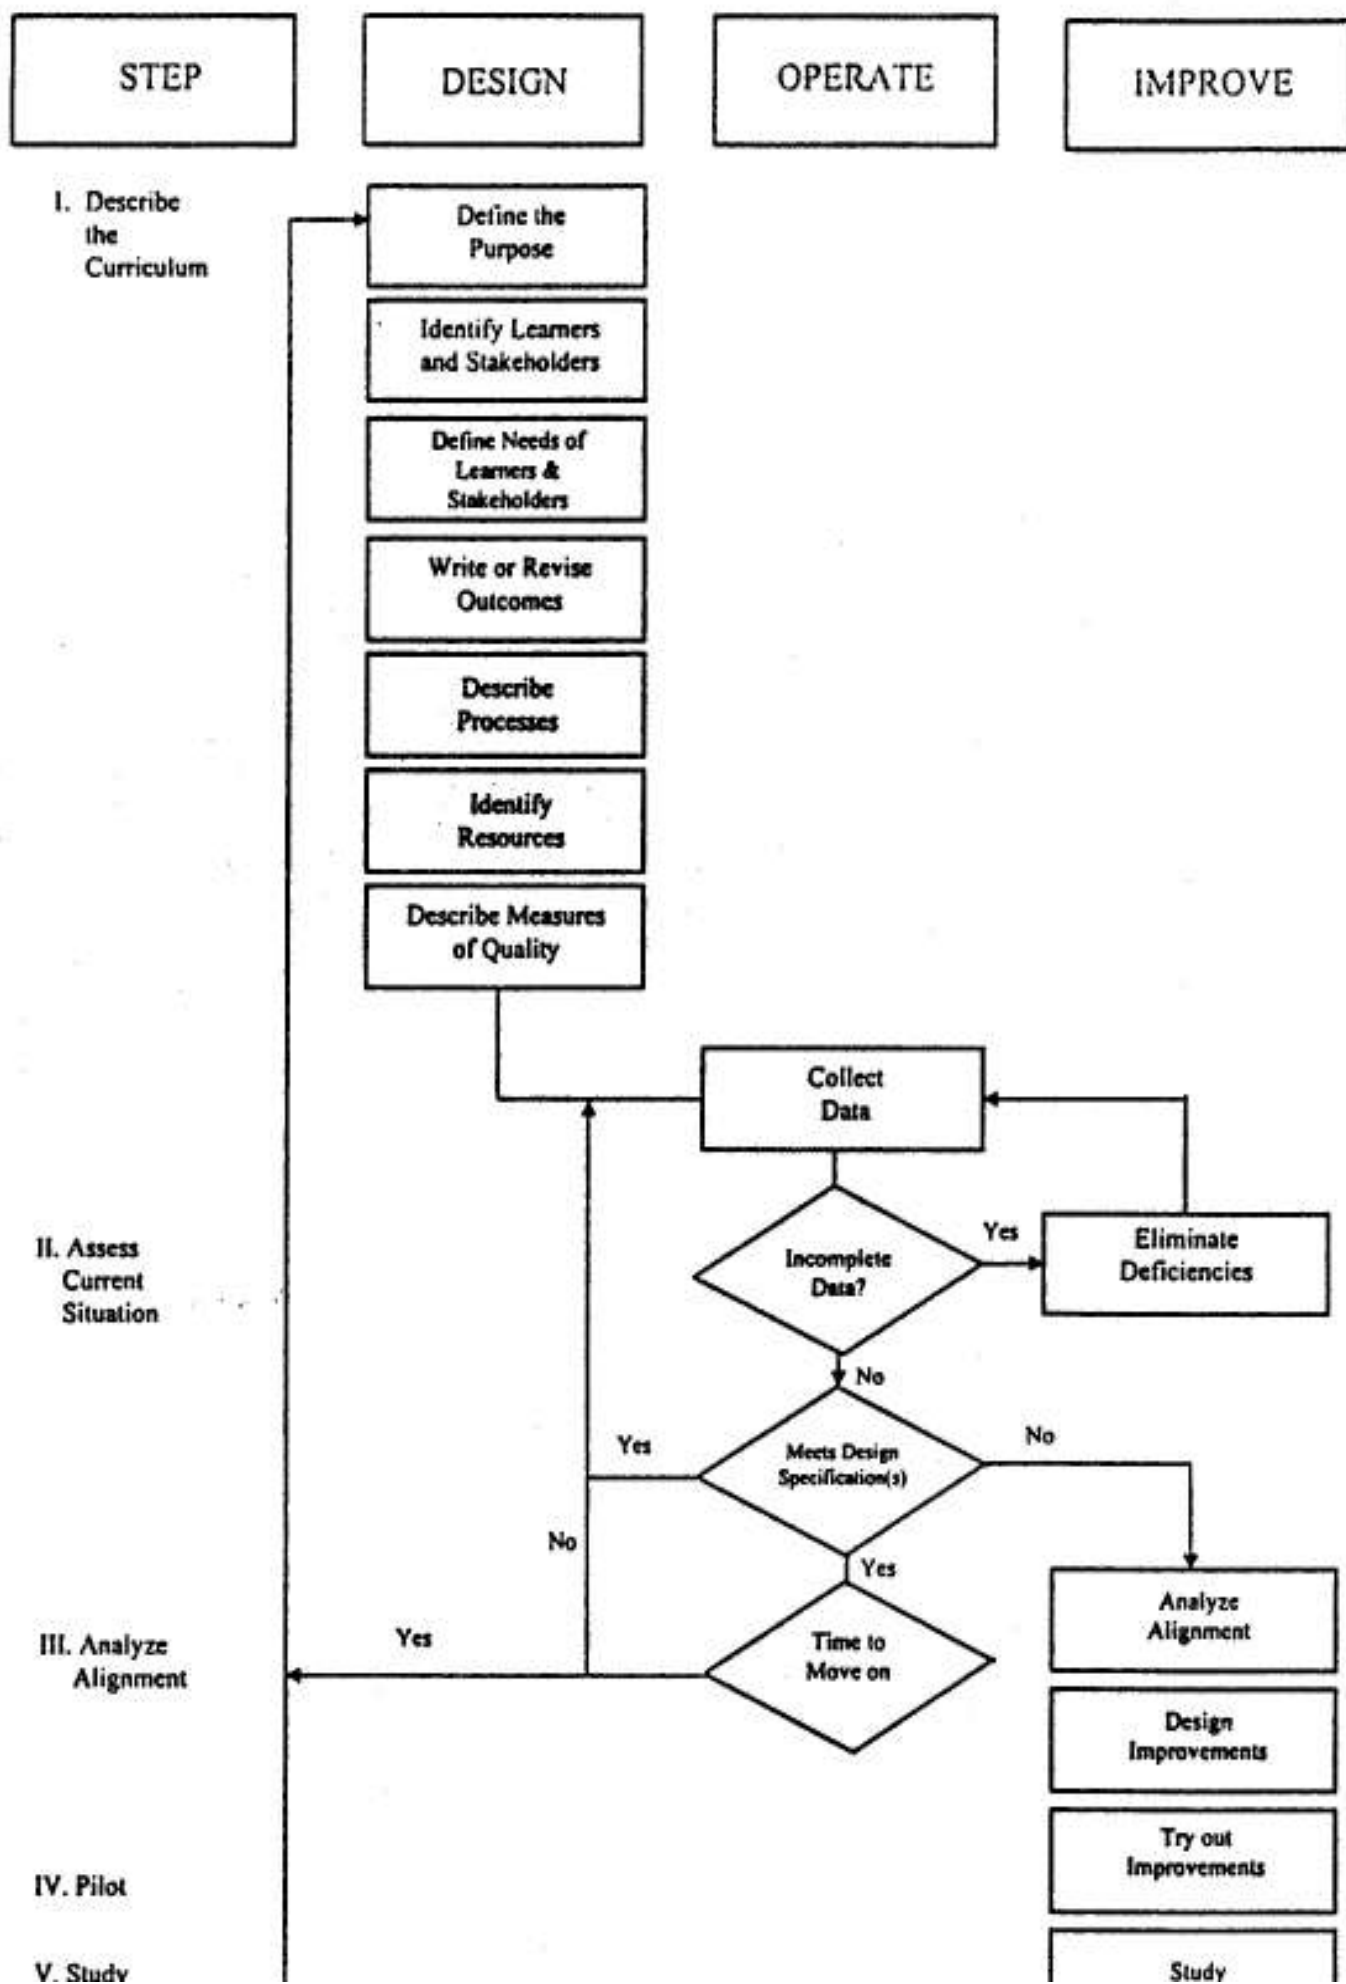 STEP
DESIGN
OPERATE
IMPROVE
I. Describe
the
Curriculum
Define the
Purpose
Identify Learners
and Stakeholders
Define Needs of
Learners &
Stakeholders
Write or Revise
Outcomes
Describe
Processes
Identify
Resources
Describe Measures
of Quality
Collect
Data
II. Assess
Current
Situation
Incomplete
Data?
Yes
Eliminate
Deficiencies
No
Yes
Meets Design
Specification(s)
No
No
Yes
III. Analyze
Alignment
Yes
Time to
Move on
Analyze
Alignment
Design
Improvements
Try out
Improvements
IV. Pilot
V. Study
Study